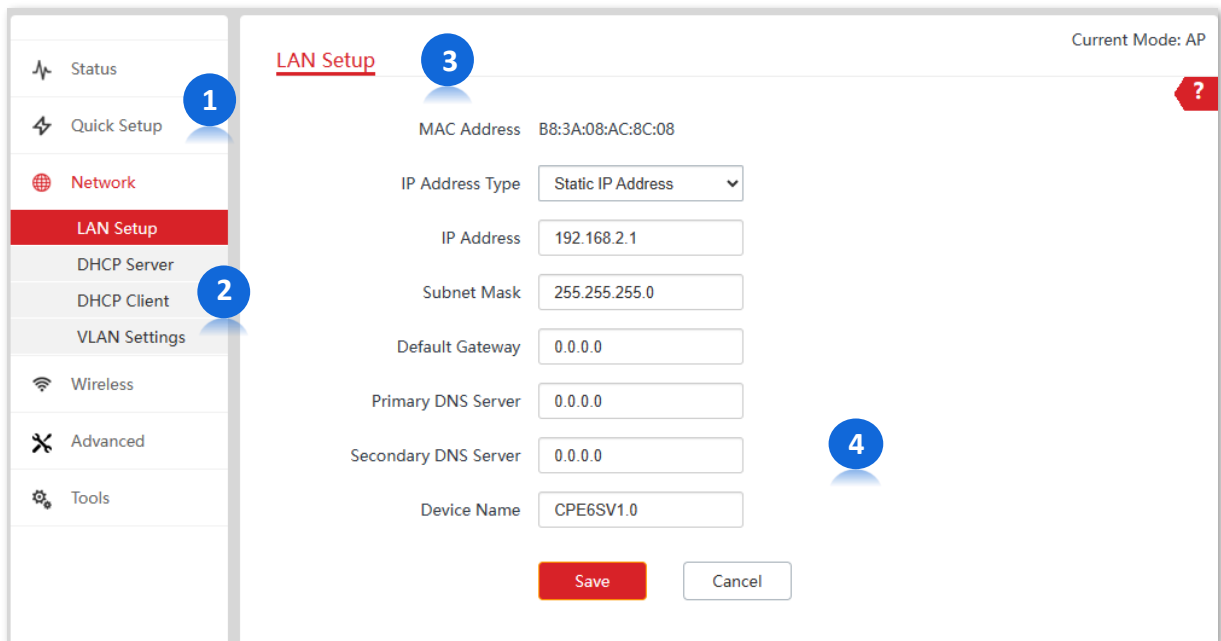 Current Mode: AP
LAN Setup
3
?
Status
1
Quick Setup
Network
LAN Setup
DHCP Server
DHCP Client
2
VLAN Settings
Wireless
Advanced
Tools
MAC Address B8:3A:08:AC:8C:08
IP Address Type Static IP Address
IP Address 192.168.2.1
Subnet Mask 255.255.255.0
Default Gateway 0.0.0.0
Primary DNS Server 0.0.0.0
4
Secondary DNS Server 0.0.0.0
Device Name CPE6SV1.0
Save Cancel